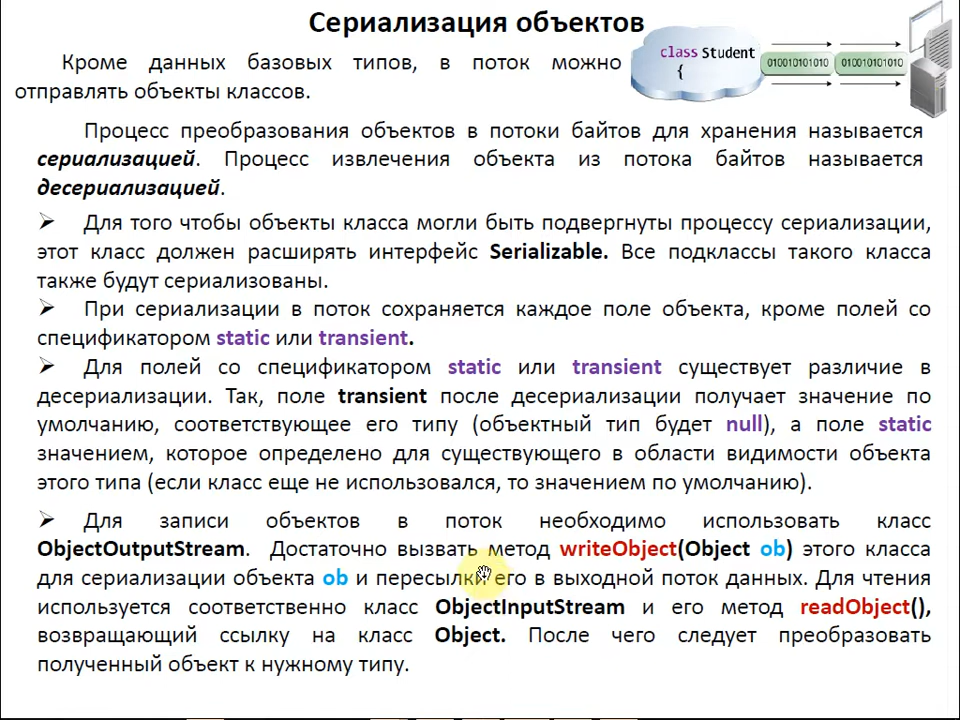 Сериализация объектов
Кроме данных базовых типов, в поток можно
отправлять объекты классов.
class Student
{
010010101010 010010101010
Процесс преобразования объектов в потоки байтов для хранения называется
сериализацией. Процесс извлечения объекта из потока байтов называется
десериализацией.
➢ Для того чтобы объекты класса могли быть подвергнуты процессу сериализации,
этот класс должен расширять интерфейс Serializable. Все подклассы такого класса
также будут сериализованы.
➢ При сериализации в поток сохраняется каждое поле объекта, кроме полей со
спецификатором static или transient.
➢ Для полей со спецификатором static или transient существует различие в
десериализации. Так, поле transient после десериализации получает значение по
умолчанию, соответствующее его типу (объектный тип будет null), а поле static
значением, которое определено для существующего в области видимости объекта
этого типа (если класс еще не использовался, то значением по умолчанию).
➢ Для записи объектов в поток необходимо использовать класс
ObjectOutputStream. Достаточно вызвать метод writeObject(Object ob) этого класса
для сериализации объекта ob и пересылки его в выходной поток данных. Для чтения
используется соответственно класс ObjectInputStream и его метод readObject(),
возвращающий ссылку на класс Object. После чего следует преобразовать
полученный объект к нужному типу.